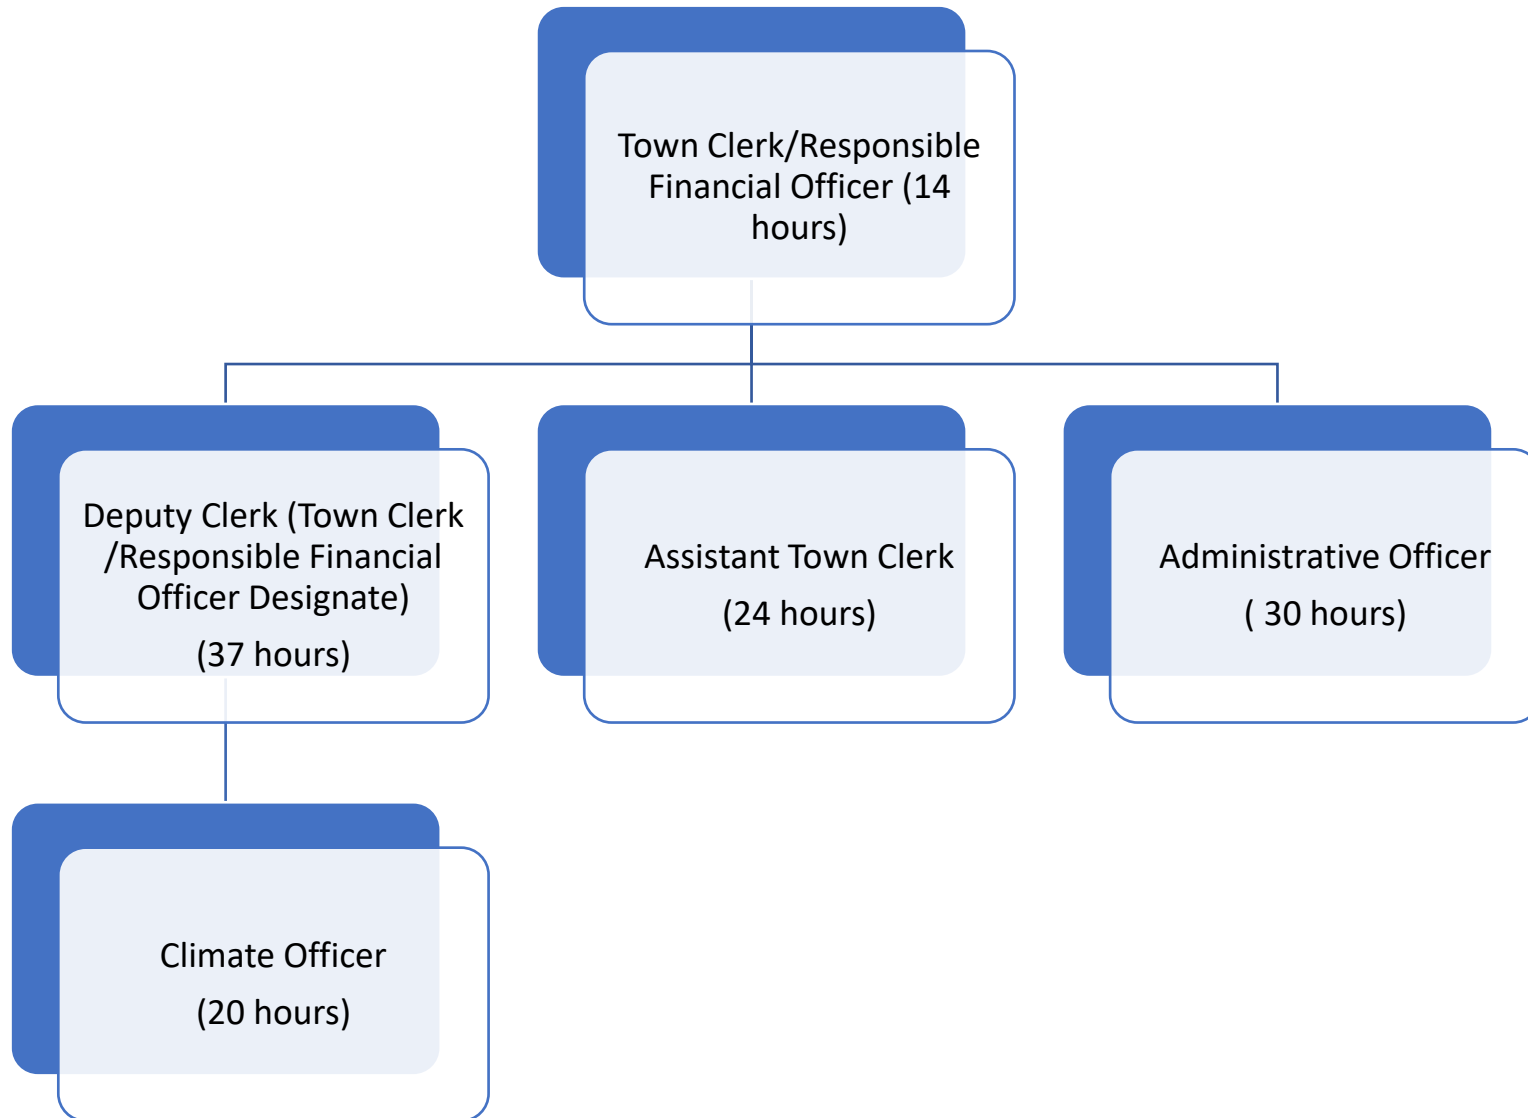 Town Clerk/Responsible
Financial Officer (14
hours)
Deputy Clerk (Town Clerk
/Responsible Financial
Officer Designate)
(37 hours)
Assistant Town Clerk
(24 hours)
Administrative Officer
( 30 hours)
Climate Officer
(20 hours)